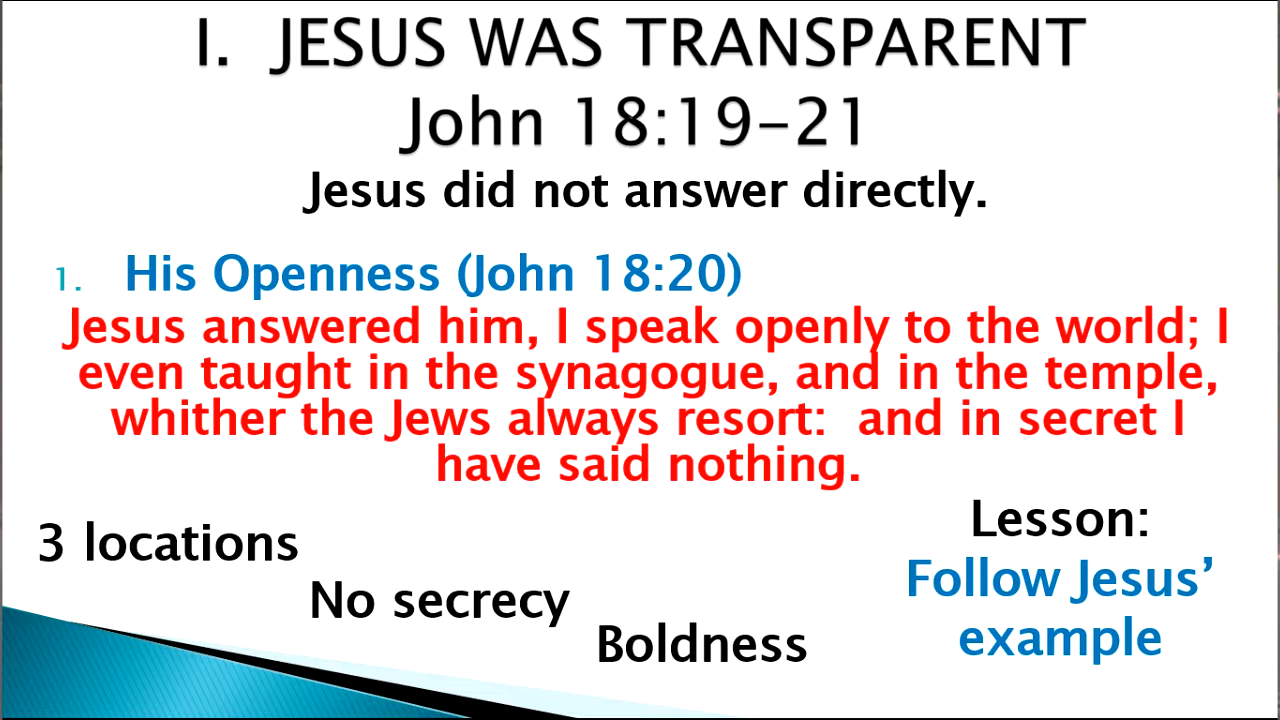 I. JESUS WAS TRANSPARENT
John 18:19-21
Jesus did not answer directly.
1. His Openness (John 18:20)
Jesus answered him, I speak openly to the world; I
even taught in the synagogue, and in the temple,
whither the Jews always resort: and in secret I
have said nothing.
3 locations
No secrecy
Boldness
Lesson:
Follow Jesus’
example